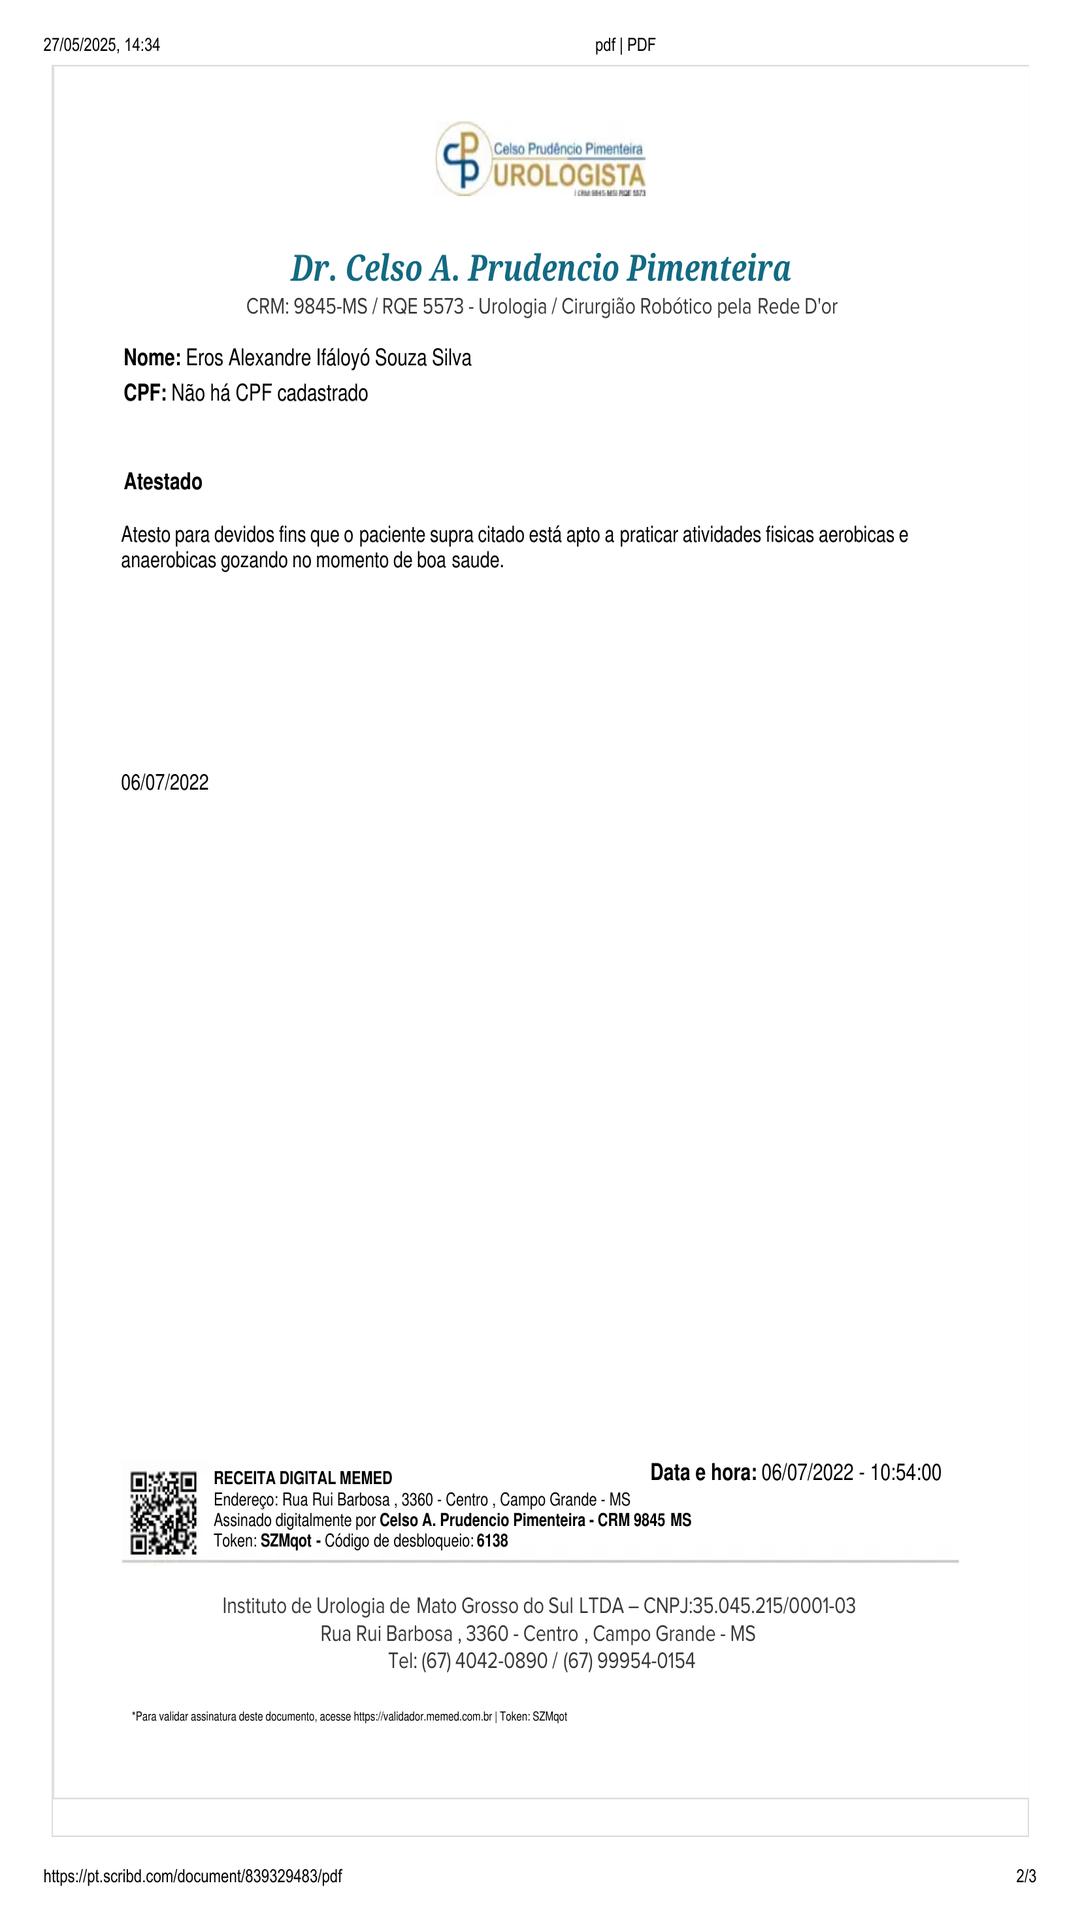 27/05/2025, 14:34
pdf | PDF
Celso Prudêncio Pimenteira
UROLOGISTA
| CRM 9845-MS| RQE 5573
Dr. Celso A. Prudencio Pimenteira
CRM: 9845-MS / RQE 5573 - Urologia / Cirurgião Robótico pela Rede D'or
Nome: Eros Alexandre Ifáloyó Souza Silva
CPF: Não há CPF cadastrado
Atestado
Atesto para devidos fins que o paciente supra citado está apto a praticar atividades fisicas aerobicas e
anaerobicas gozando no momento de boa saude.
06/07/2022
Data e hora: 06/07/2022 - 10:54:00
RECEITA DIGITAL MEMED
Endereço: Rua Rui Barbosa , 3360 - Centro , Campo Grande - MS
Assinado digitalmente por Celso A. Prudencio Pimenteira - CRM 9845 MS
Token: SZMqot - Código de desbloqueio: 6138
Instituto de Urologia de Mato Grosso do Sul LTDA – CNPJ:35.045.215/0001-03
Rua Rui Barbosa , 3360 - Centro , Campo Grande - MS
Tel: (67) 4042-0890 / (67) 99954-0154
*Para validar assinatura deste documento, acesse https://validador.memed.com.br | Token: SZMqot
https://pt.scribd.com/document/839329483/pdf
2/3